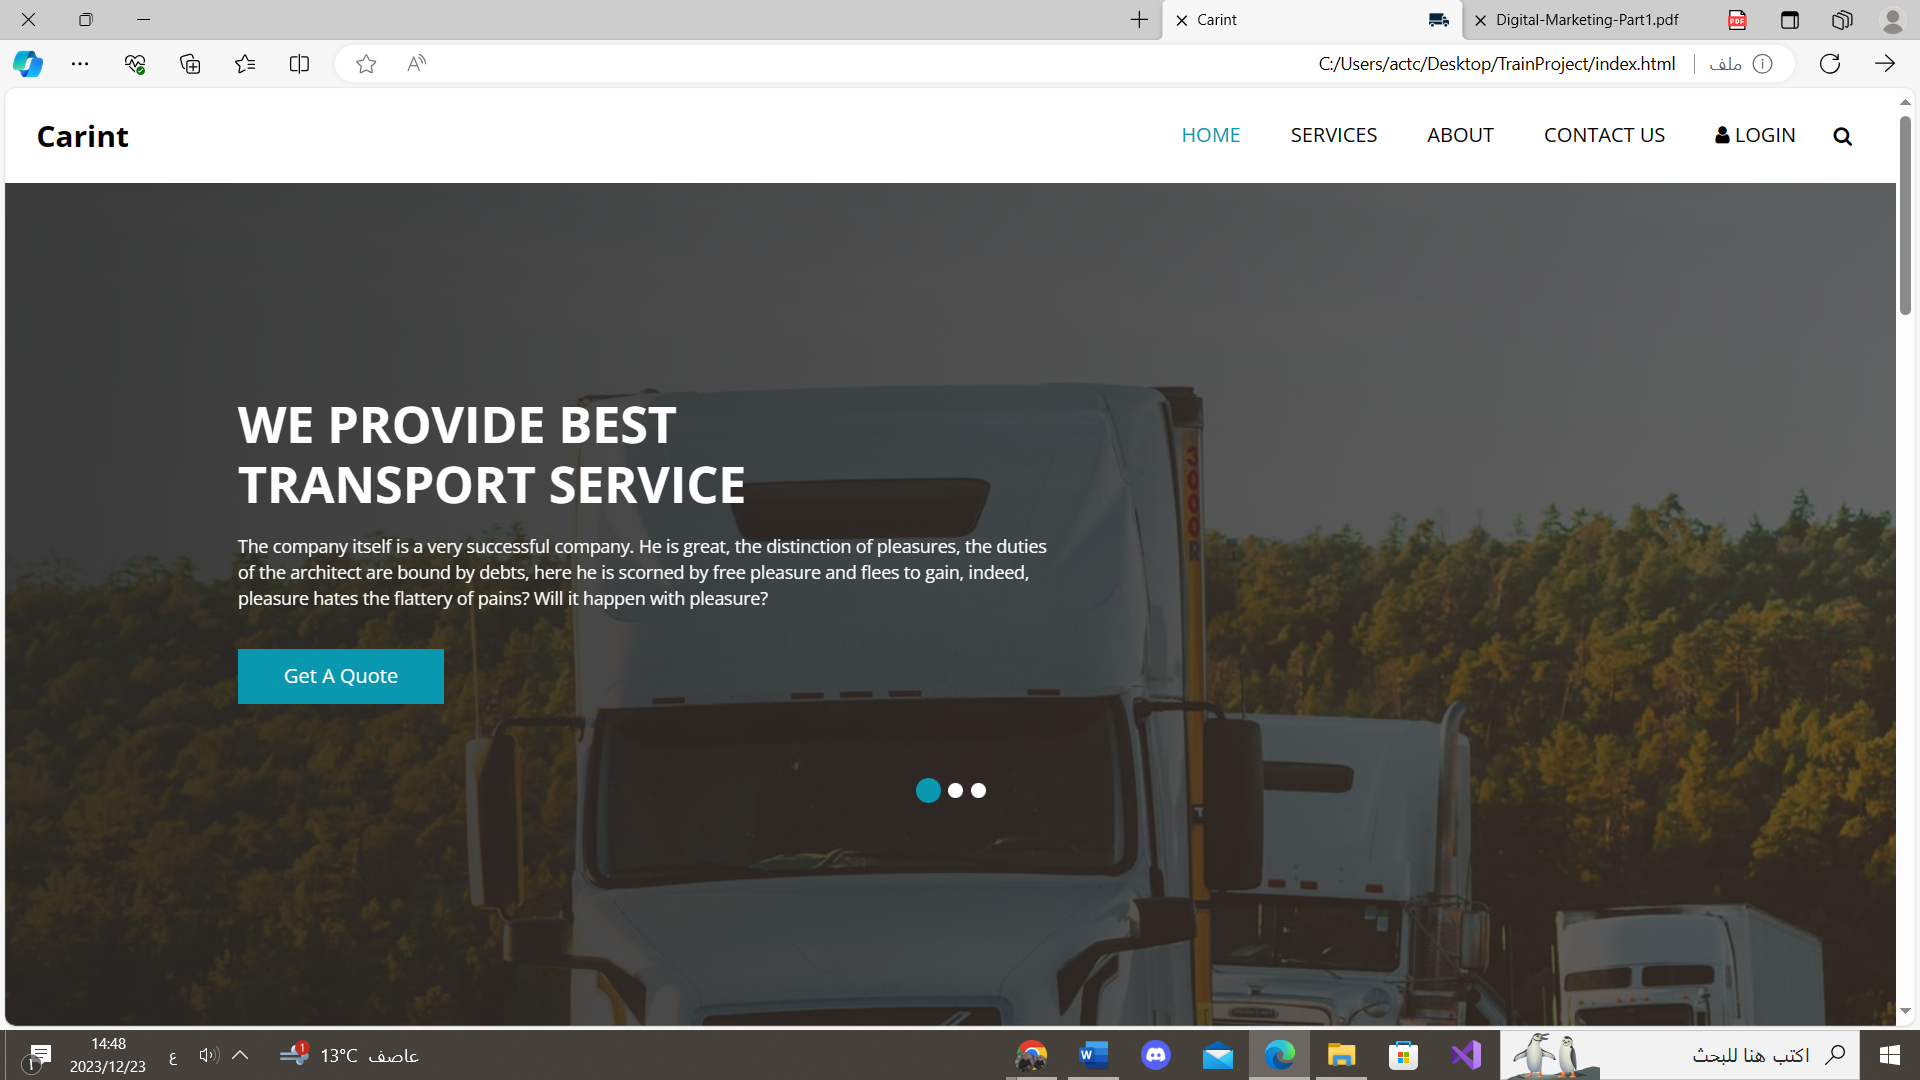 Carint
Digital-Marketing-Part1.pdf
C:/Users/actc/Desktop/TrainProject/index.html
ملف
Carint
HOME
SERVICES
ABOUT
CONTACT US
LOGIN
WE PROVIDE BEST
TRANSPORT SERVICE
The company itself is a very successful company. He is great, the distinction of pleasures, the duties
of the architect are bound by debts, here he is scorned by free pleasure and flees to gain, indeed,
pleasure hates the flattery of pains? Will it happen with pleasure?
Get A Quote
14:48
2023/12/23
ع
1
13°C عاصف
اكتب هنا للبحث